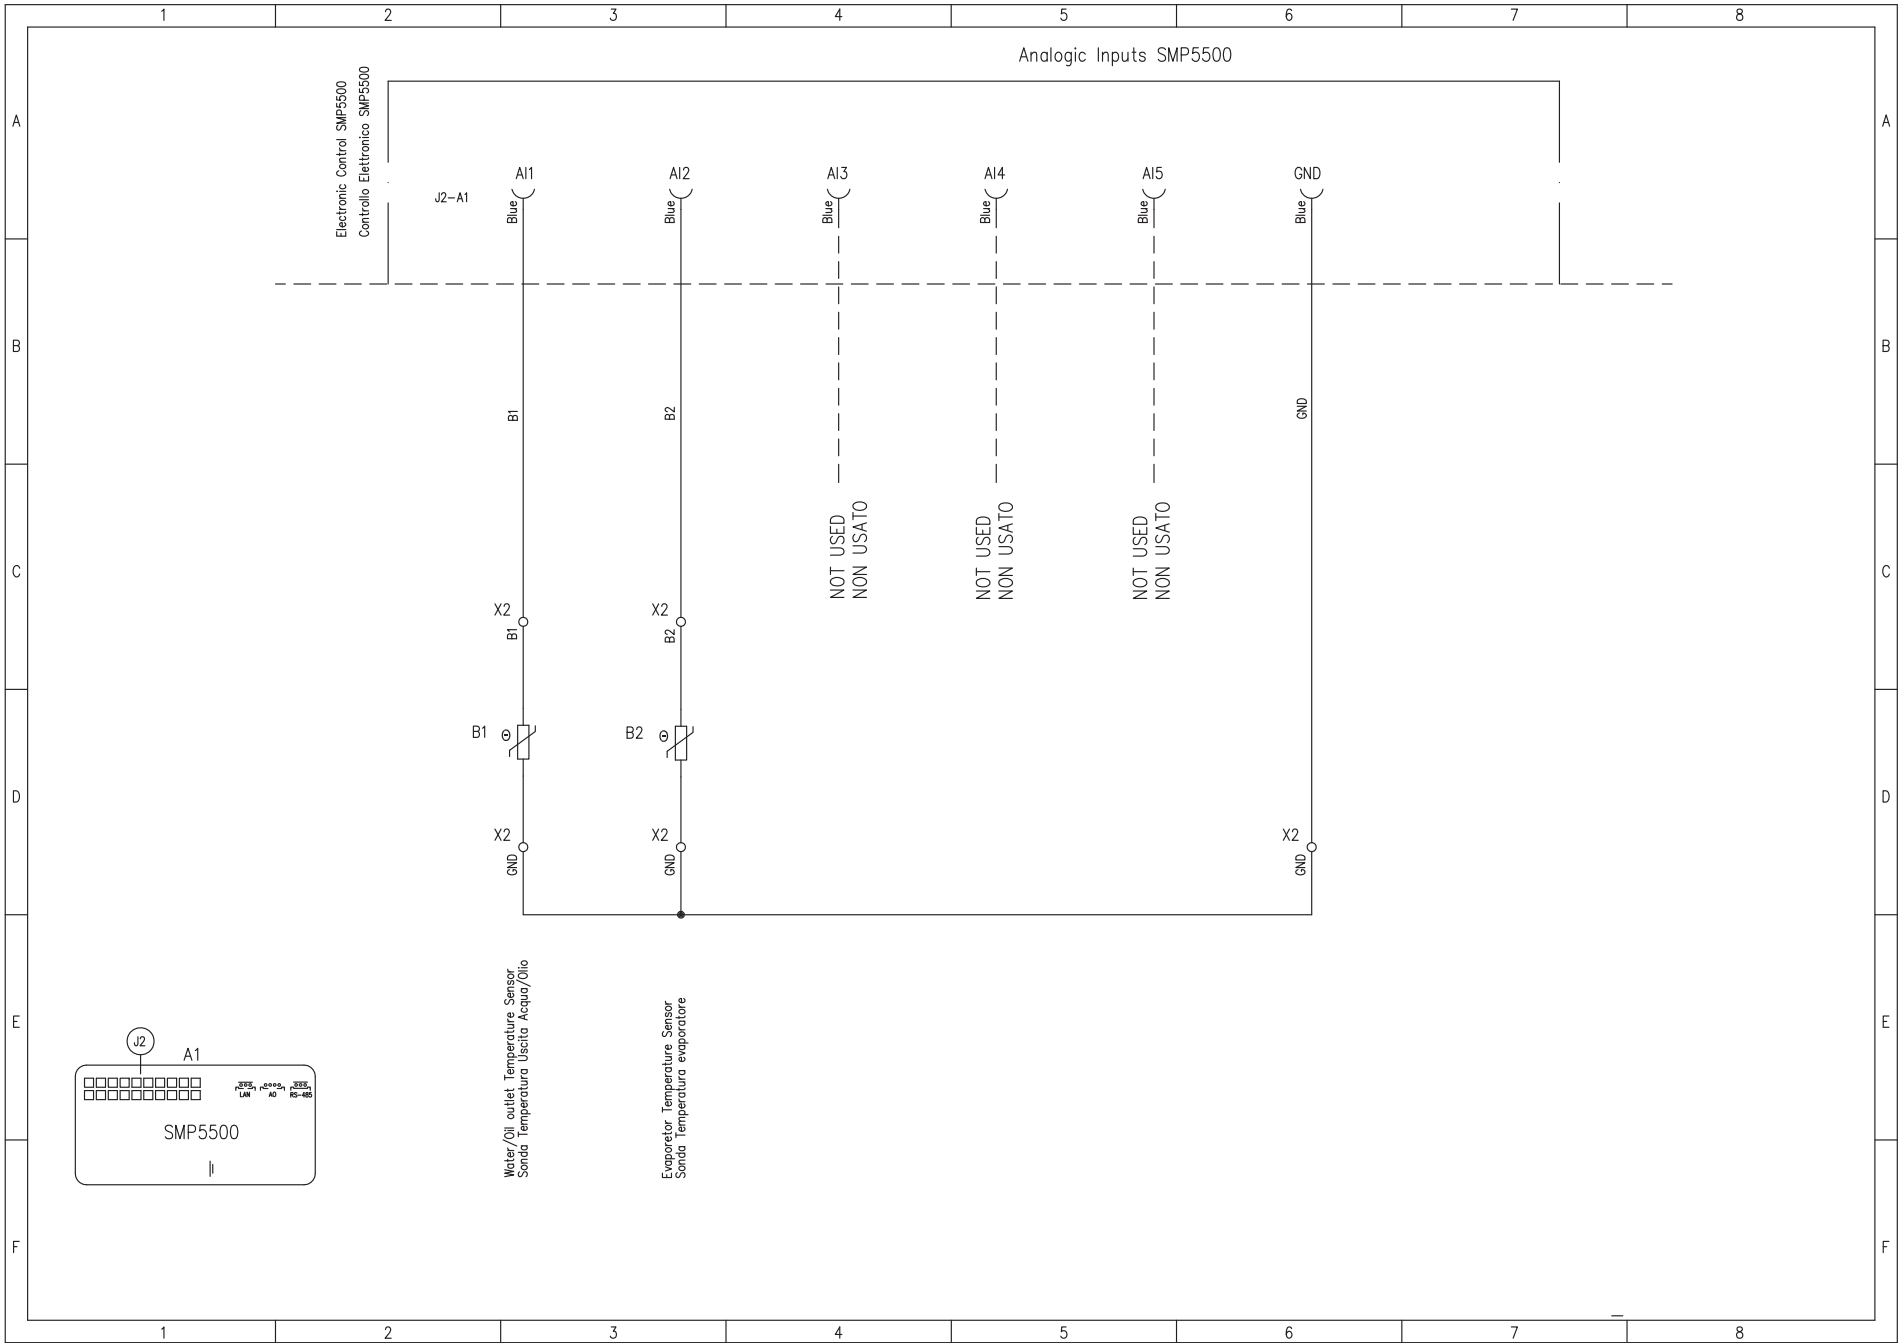 1 2 3 4 5 6 7 8
Analogic Inputs SMP5500
A
A
Electronic Control SMP5500
Controllo Elettronico SMP5500
J2-A1
AI1
AI2
AI3
AI4
AI5
GND
Blue
Blue
Blue
Blue
Blue
Blue
B
B
B1
B2
GND
NOT USED
NON USATO
NOT USED
NON USATO
NOT USED
NON USATO
C
C
X2
B1
X2
B2
B1
B2
D
D
X2
GND
X2
GND
X2
GND
Water/Oil outlet Temperature Sensor
Sonda Temperatura Uscita Acqua/Olio
Evaporetor Temperature Sensor
Sonda Temperatura evaporatore
E
E
J2
A1
LAN
AO
RS-485
SMP5500
F
F
1 2 3 4 5 6 7 8